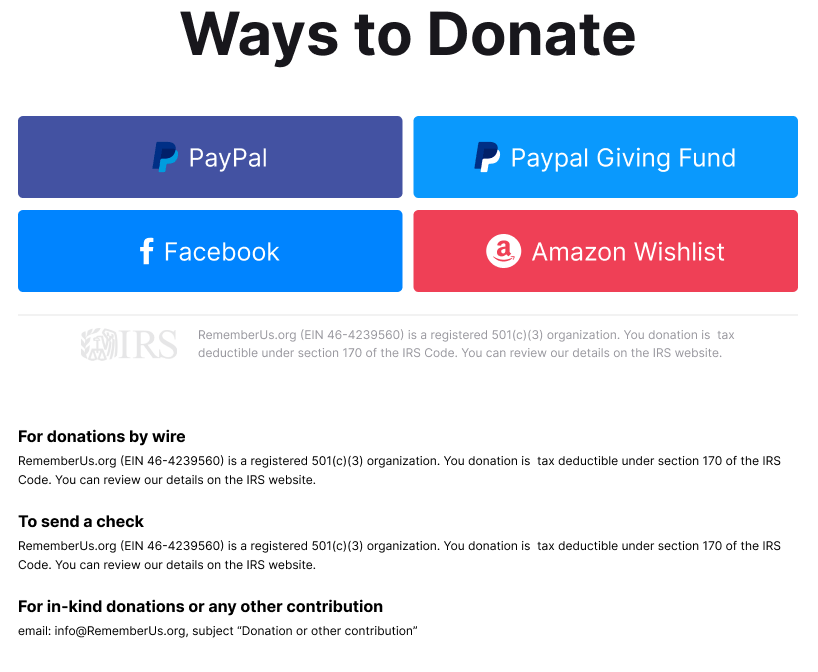 Ways to Donate
PayPal
Paypal Giving Fund
Facebook
Amazon Wishlist
IRS
RememberUs.org (EIN 46-4239560) is a registered 501(c)(3) organization. You donation is  tax
deductible under section 170 of the IRS Code. You can review our details on the IRS website.
For donations by wire
RememberUs.org (EIN 46-4239560) is a registered 501(c)(3) organization. You donation is  tax deductible under section 170 of the IRS
Code. You can review our details on the IRS website.
To send a check
RememberUs.org (EIN 46-4239560) is a registered 501(c)(3) organization. You donation is  tax deductible under section 170 of the IRS
Code. You can review our details on the IRS website.
For in-kind donations or any other contribution
email: info@RememberUs.org, subject “Donation or other contribution”